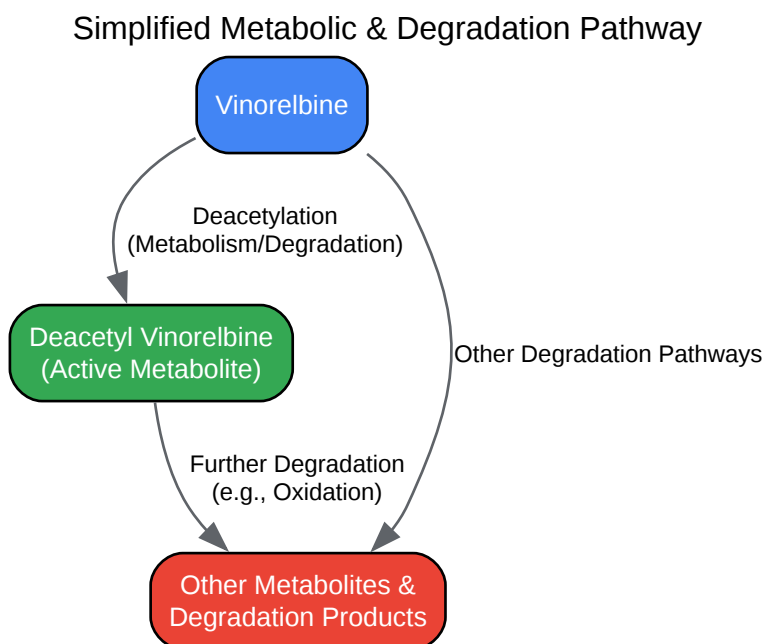 Simplified Metabolic & Degradation Pathway
Vinorelbine
Deacetylation
(Metabolism/Degradation)
Deacetyl Vinorelbine
(Active Metabolite)
Other Degradation Pathways
Further Degradation
(e.g., Oxidation)
Other Metabolites &
Degradation Products